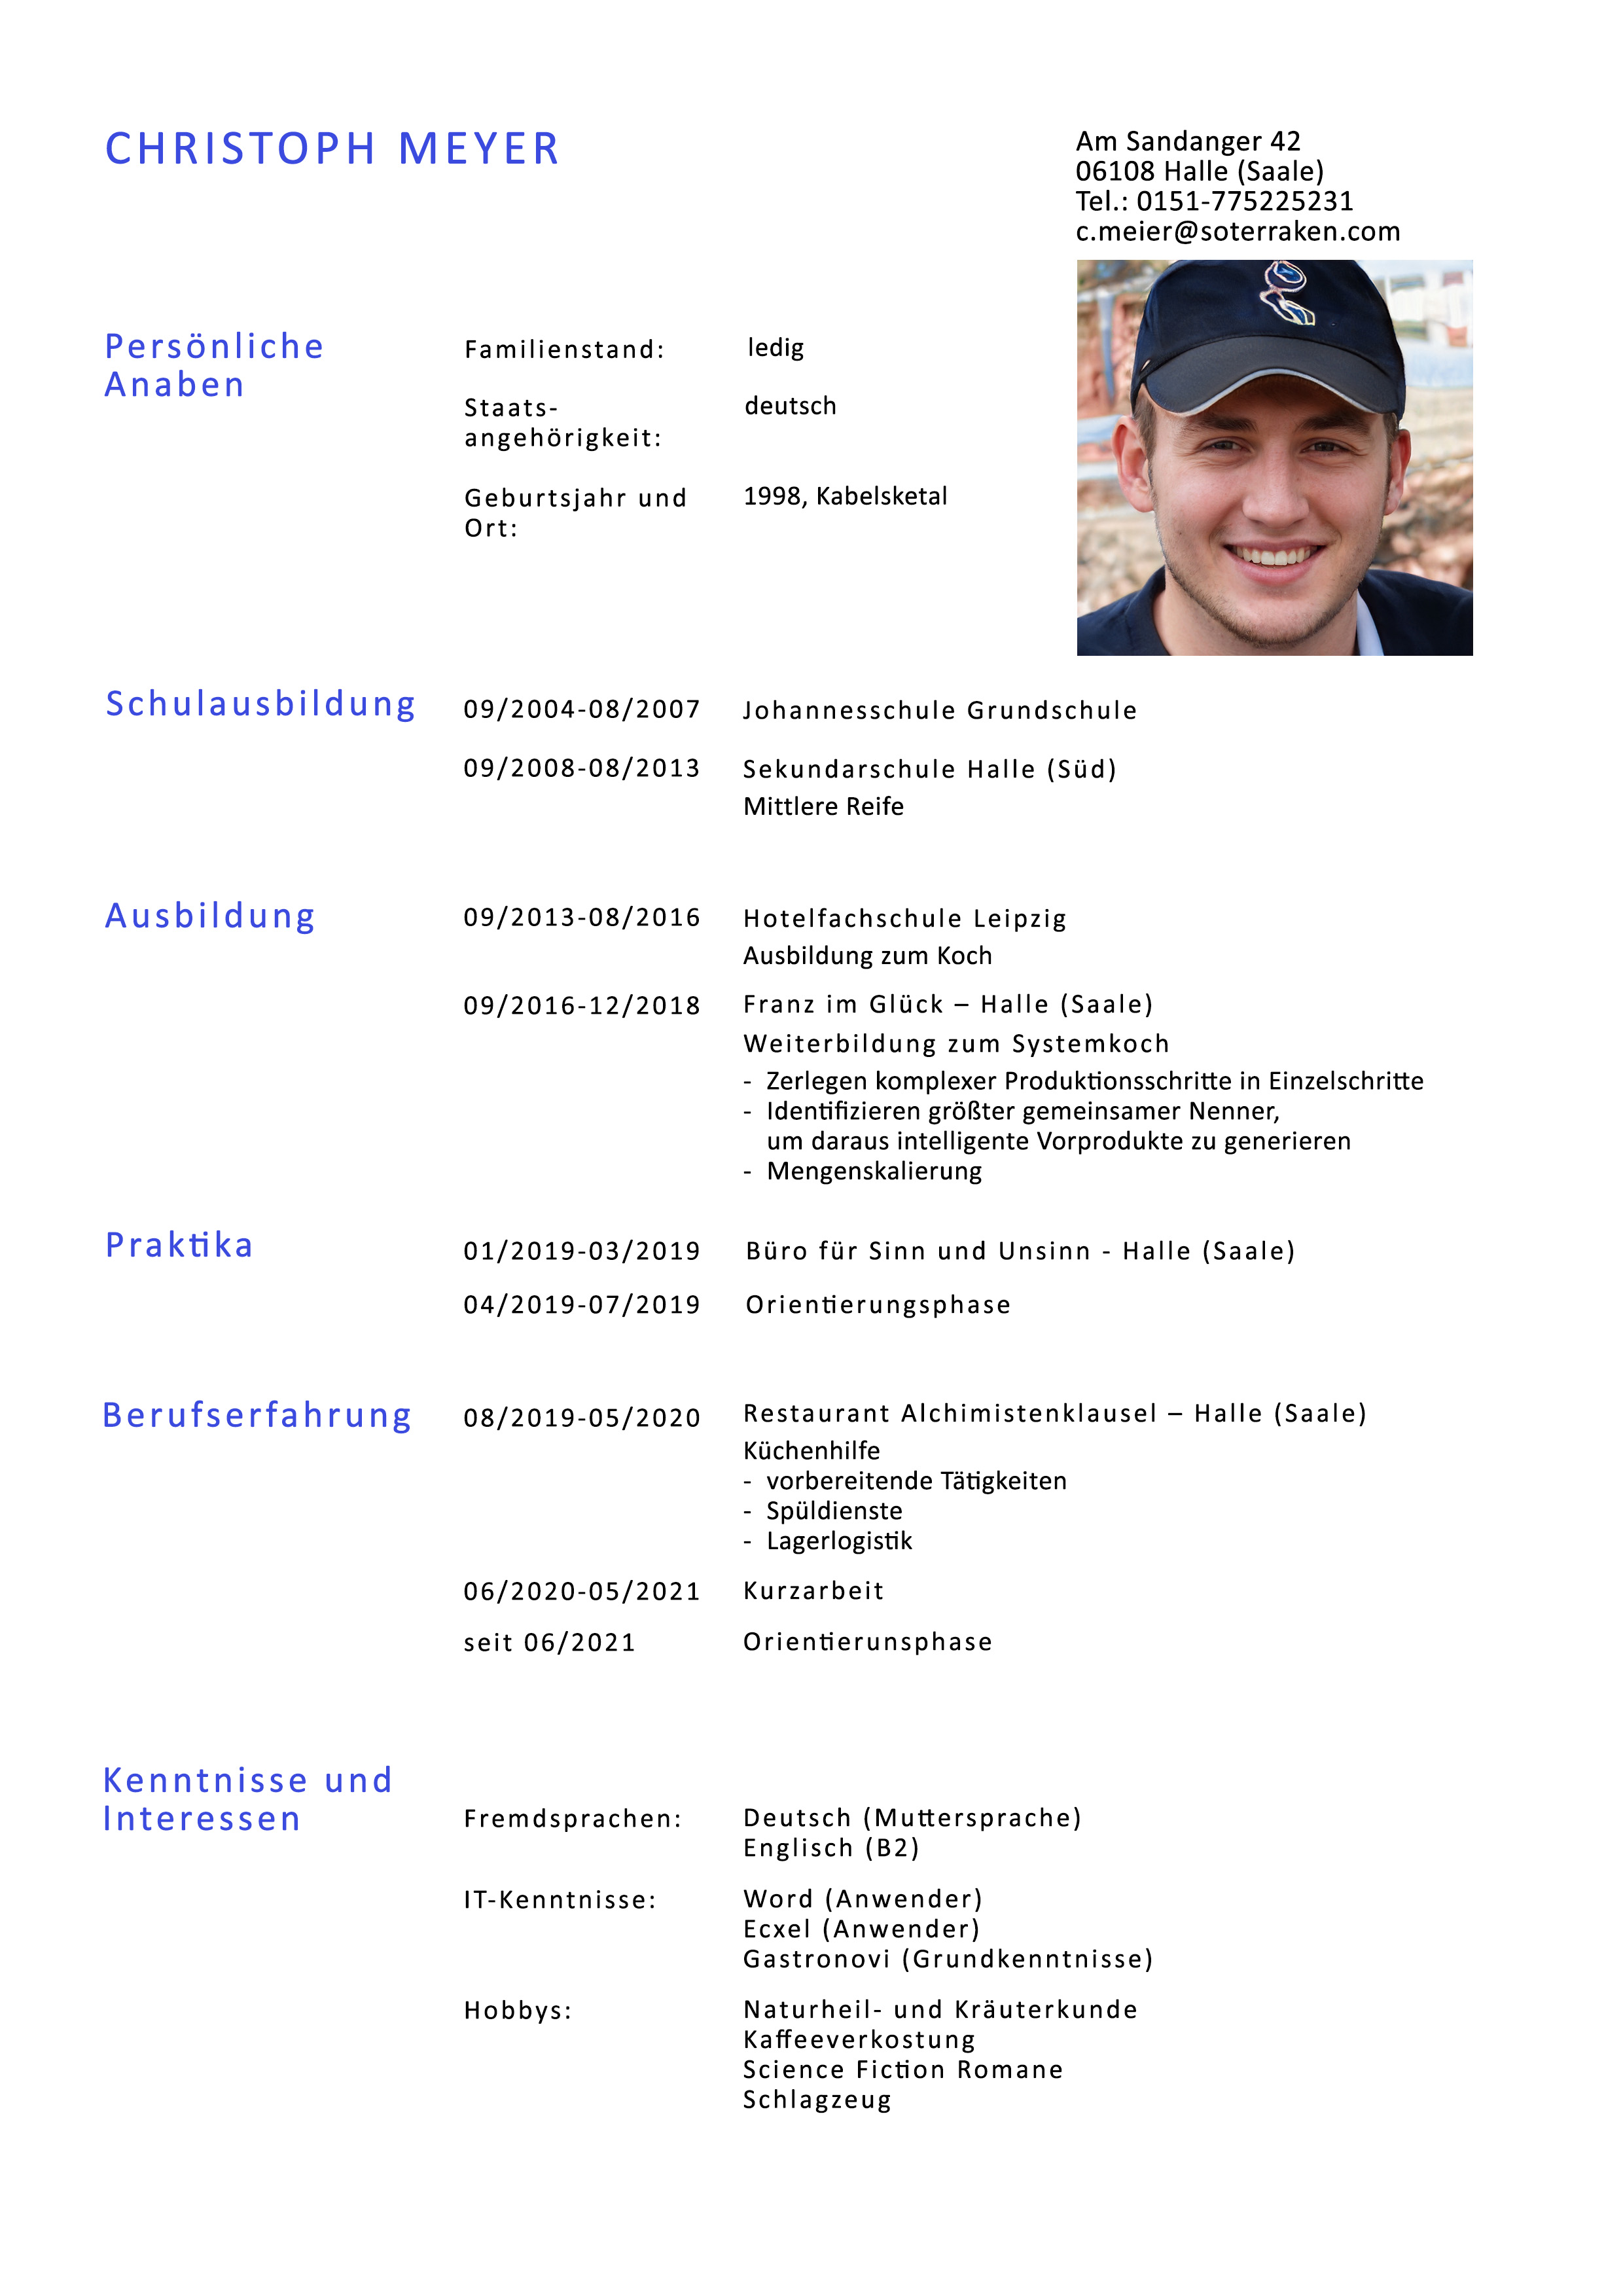 CHRISTOPH MEYER
Am Sandanger 42
06108 Halle (Saale)
Tel.: 0151-775225231
c.meier@soterraken.com
Persönliche
Anaben
Familienstand: ledig
Staats- deutsch
angehörigkeit:
Geburtsjahr und 1998, Kabelsketal
Ort:
Schulausbildung 09/2004-08/2007 Johannesschule Grundschule
09/2008-08/2013 Sekundarschule Halle (Süd)
Mittlere Reife
Ausbildung 09/2013-08/2016 Hotelfachschule Leipzig
Ausbildung zum Koch
09/2016-12/2018 Franz im Glück – Halle (Saale)
Weiterbildung zum Systemkoch
- Zerlegen komplexer Produktionsschritte in Einzelschritte
- Identifizieren größter gemeinsamer Nenner,
um daraus intelligente Vorprodukte zu generieren
- Mengenskalierung
Praktika 01/2019-03/2019 Büro für Sinn und Unsinn - Halle (Saale)
04/2019-07/2019 Orientierungsphase
Berufserfahrung 08/2019-05/2020 Restaurant Alchimistenklausel – Halle (Saale)
Küchenhilfe
- vorbereitende Tätigkeiten
- Spüldienste
- Lagerlogistik
06/2020-05/2021 Kurzarbeit
seit 06/2021 Orientierunsphase
Kenntnisse und
Interessen
Fremdsprachen: Deutsch (Muttersprache)
Englisch (B2)
IT-Kenntnisse: Word (Anwender)
Ecxel (Anwender)
Gastronovi (Grundkenntnisse)
Hobbys: Naturheil- und Kräuterkunde
Kaffeeverkostung
Science Fiction Romane
Schlagzeug